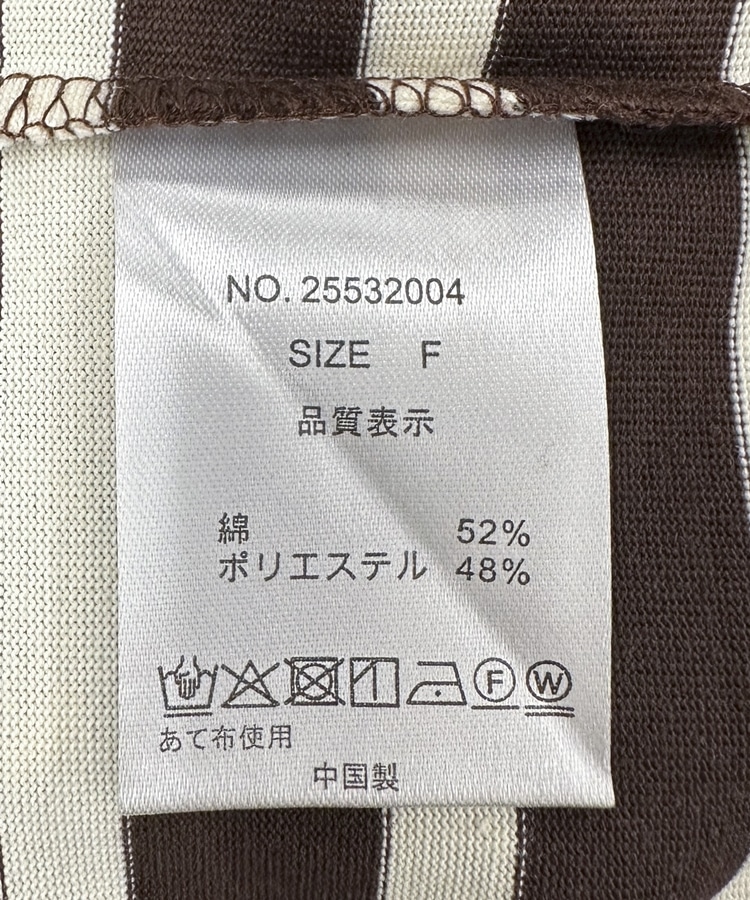 NO. 25532004
SIZE F
品質表示
綿 52%
ポリエステル 48%
F W
あて布使用
中国製